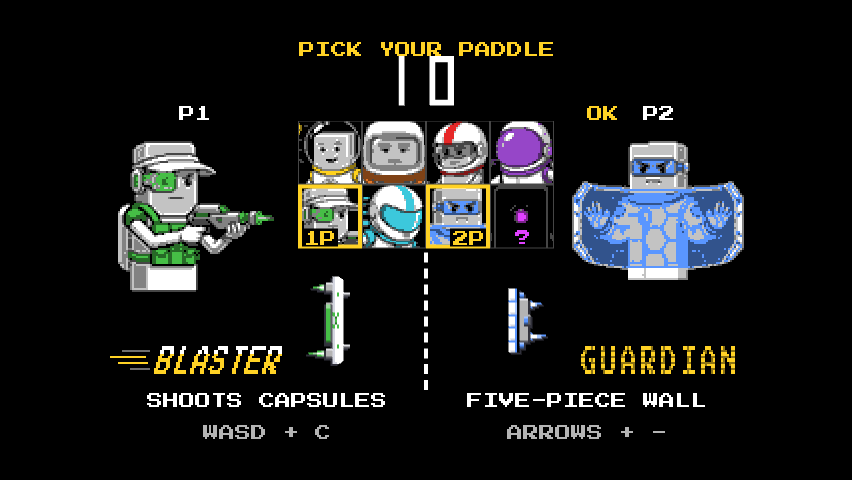 PICK YOUR PADDLE
10
P1
OK P2
1P
2P
?
BLASTER
GUARDIAN
SHOOTS CAPSULES
FIVE-PIECE WALL
WASD + C
ARROWS + -